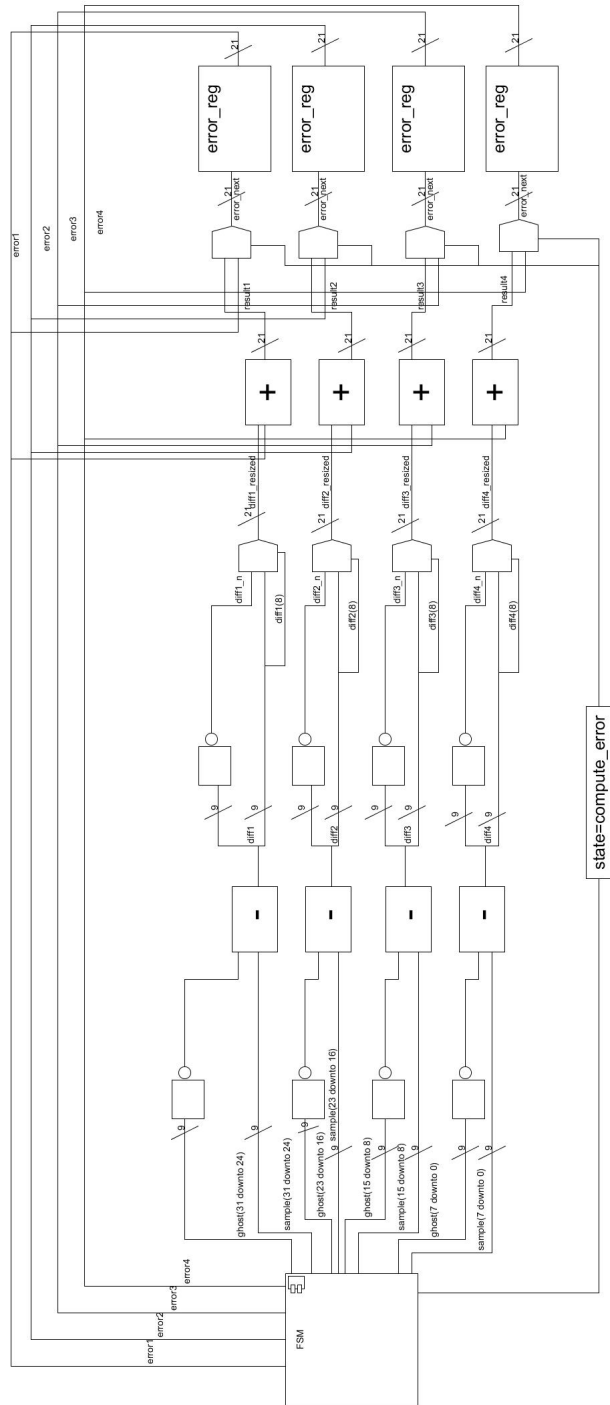 21
21
21
21
error_reg
error_reg
error_reg
error_reg
21
error_next
21
error_next
21
error_next
21
error_next
error1
error2
error3
error4
result1
result2
result3
result4
21
21
21
21
+
+
+
+
diff1_resized
diff2_resized
diff3_resized
diff4_resized
21
21
21
21
diff1_n
diff2_n
diff3_n
diff4_n
diff1(8)
diff2(8)
diff3(8)
diff4(8)
9
9
9
9
9
9
9
9
diff1
diff2
diff3
diff4
state=compute_error
-
-
-
-
9
9
9
9
9
9
9
9
ghost(31 downto 24)
sample(31 downto 24)
ghost(23 downto 16)
sample(23 downto 16)
ghost(15 downto 8)
sample(15 downto 8)
ghost(7 downto 0)
sample(7 downto 0)
error4
error3
error2
error1
FSM